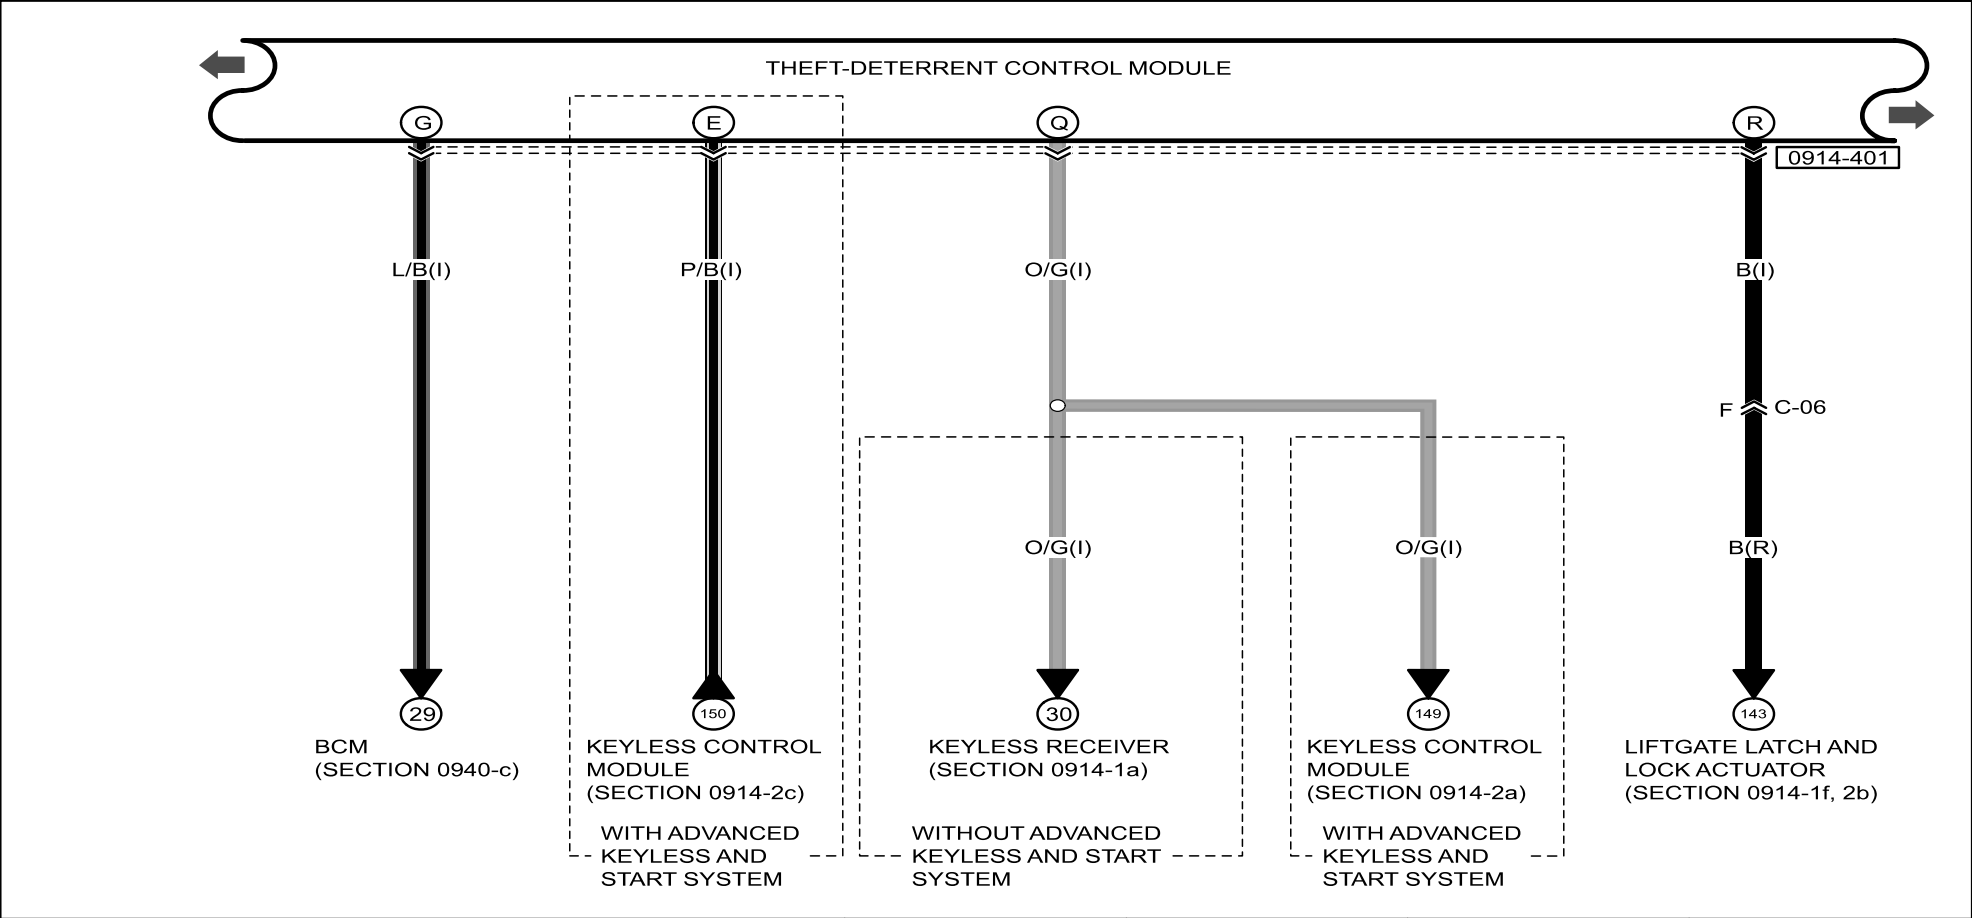 THEFT-DETERRENT CONTROL MODULE
G
E
Q
R
0914-401
L/B(I)
P/B(I)
O/G(I)
B(I)
F
C-06
O/G(I)
O/G(I)
B(R)
29
150
30
149
143
BCM
(SECTION 0940-c)
KEYLESS CONTROL
MODULE
(SECTION 0914-2c)
WITH ADVANCED
KEYLESS AND
START SYSTEM
KEYLESS RECEIVER
(SECTION 0914-1a)
WITHOUT ADVANCED
KEYLESS AND START
SYSTEM
KEYLESS CONTROL
MODULE
(SECTION 0914-2a)
WITH ADVANCED
KEYLESS AND
START SYSTEM
LIFTGATE LATCH AND
LOCK ACTUATOR
(SECTION 0914-1f, 2b)